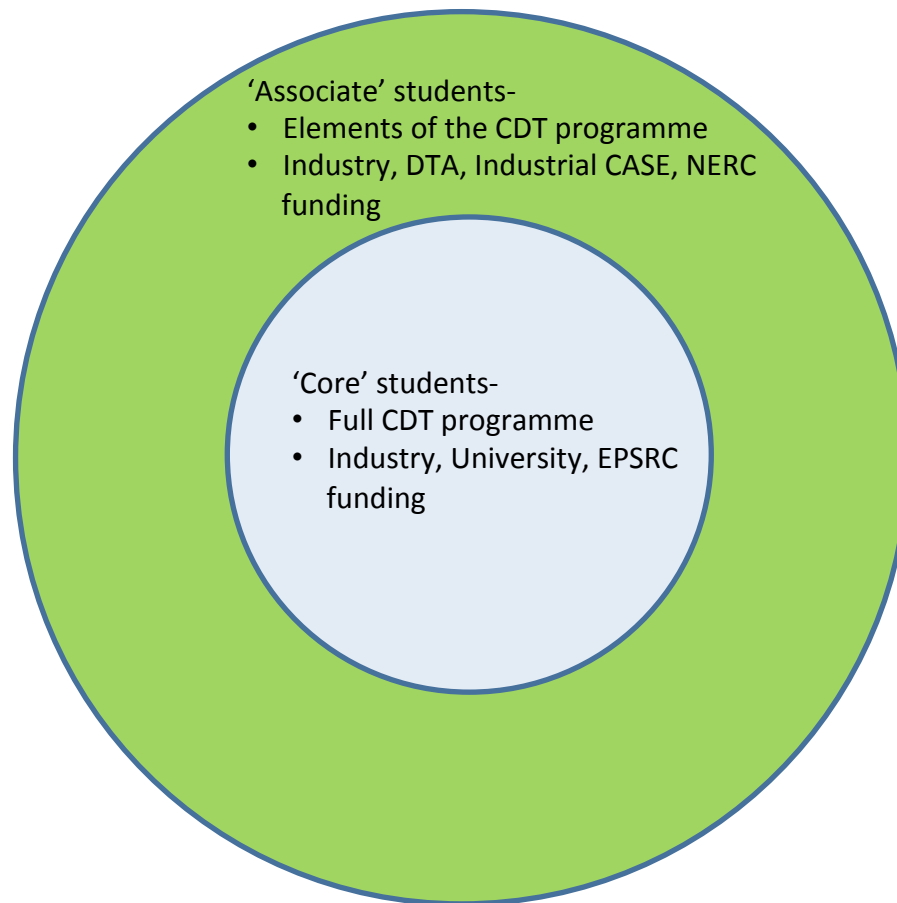 ‘Associate’ students-
• Elements of the CDT programme
• Industry, DTA, Industrial CASE, NERC
funding
‘Core’ students-
• Full CDT programme
• Industry, University, EPSRC
funding